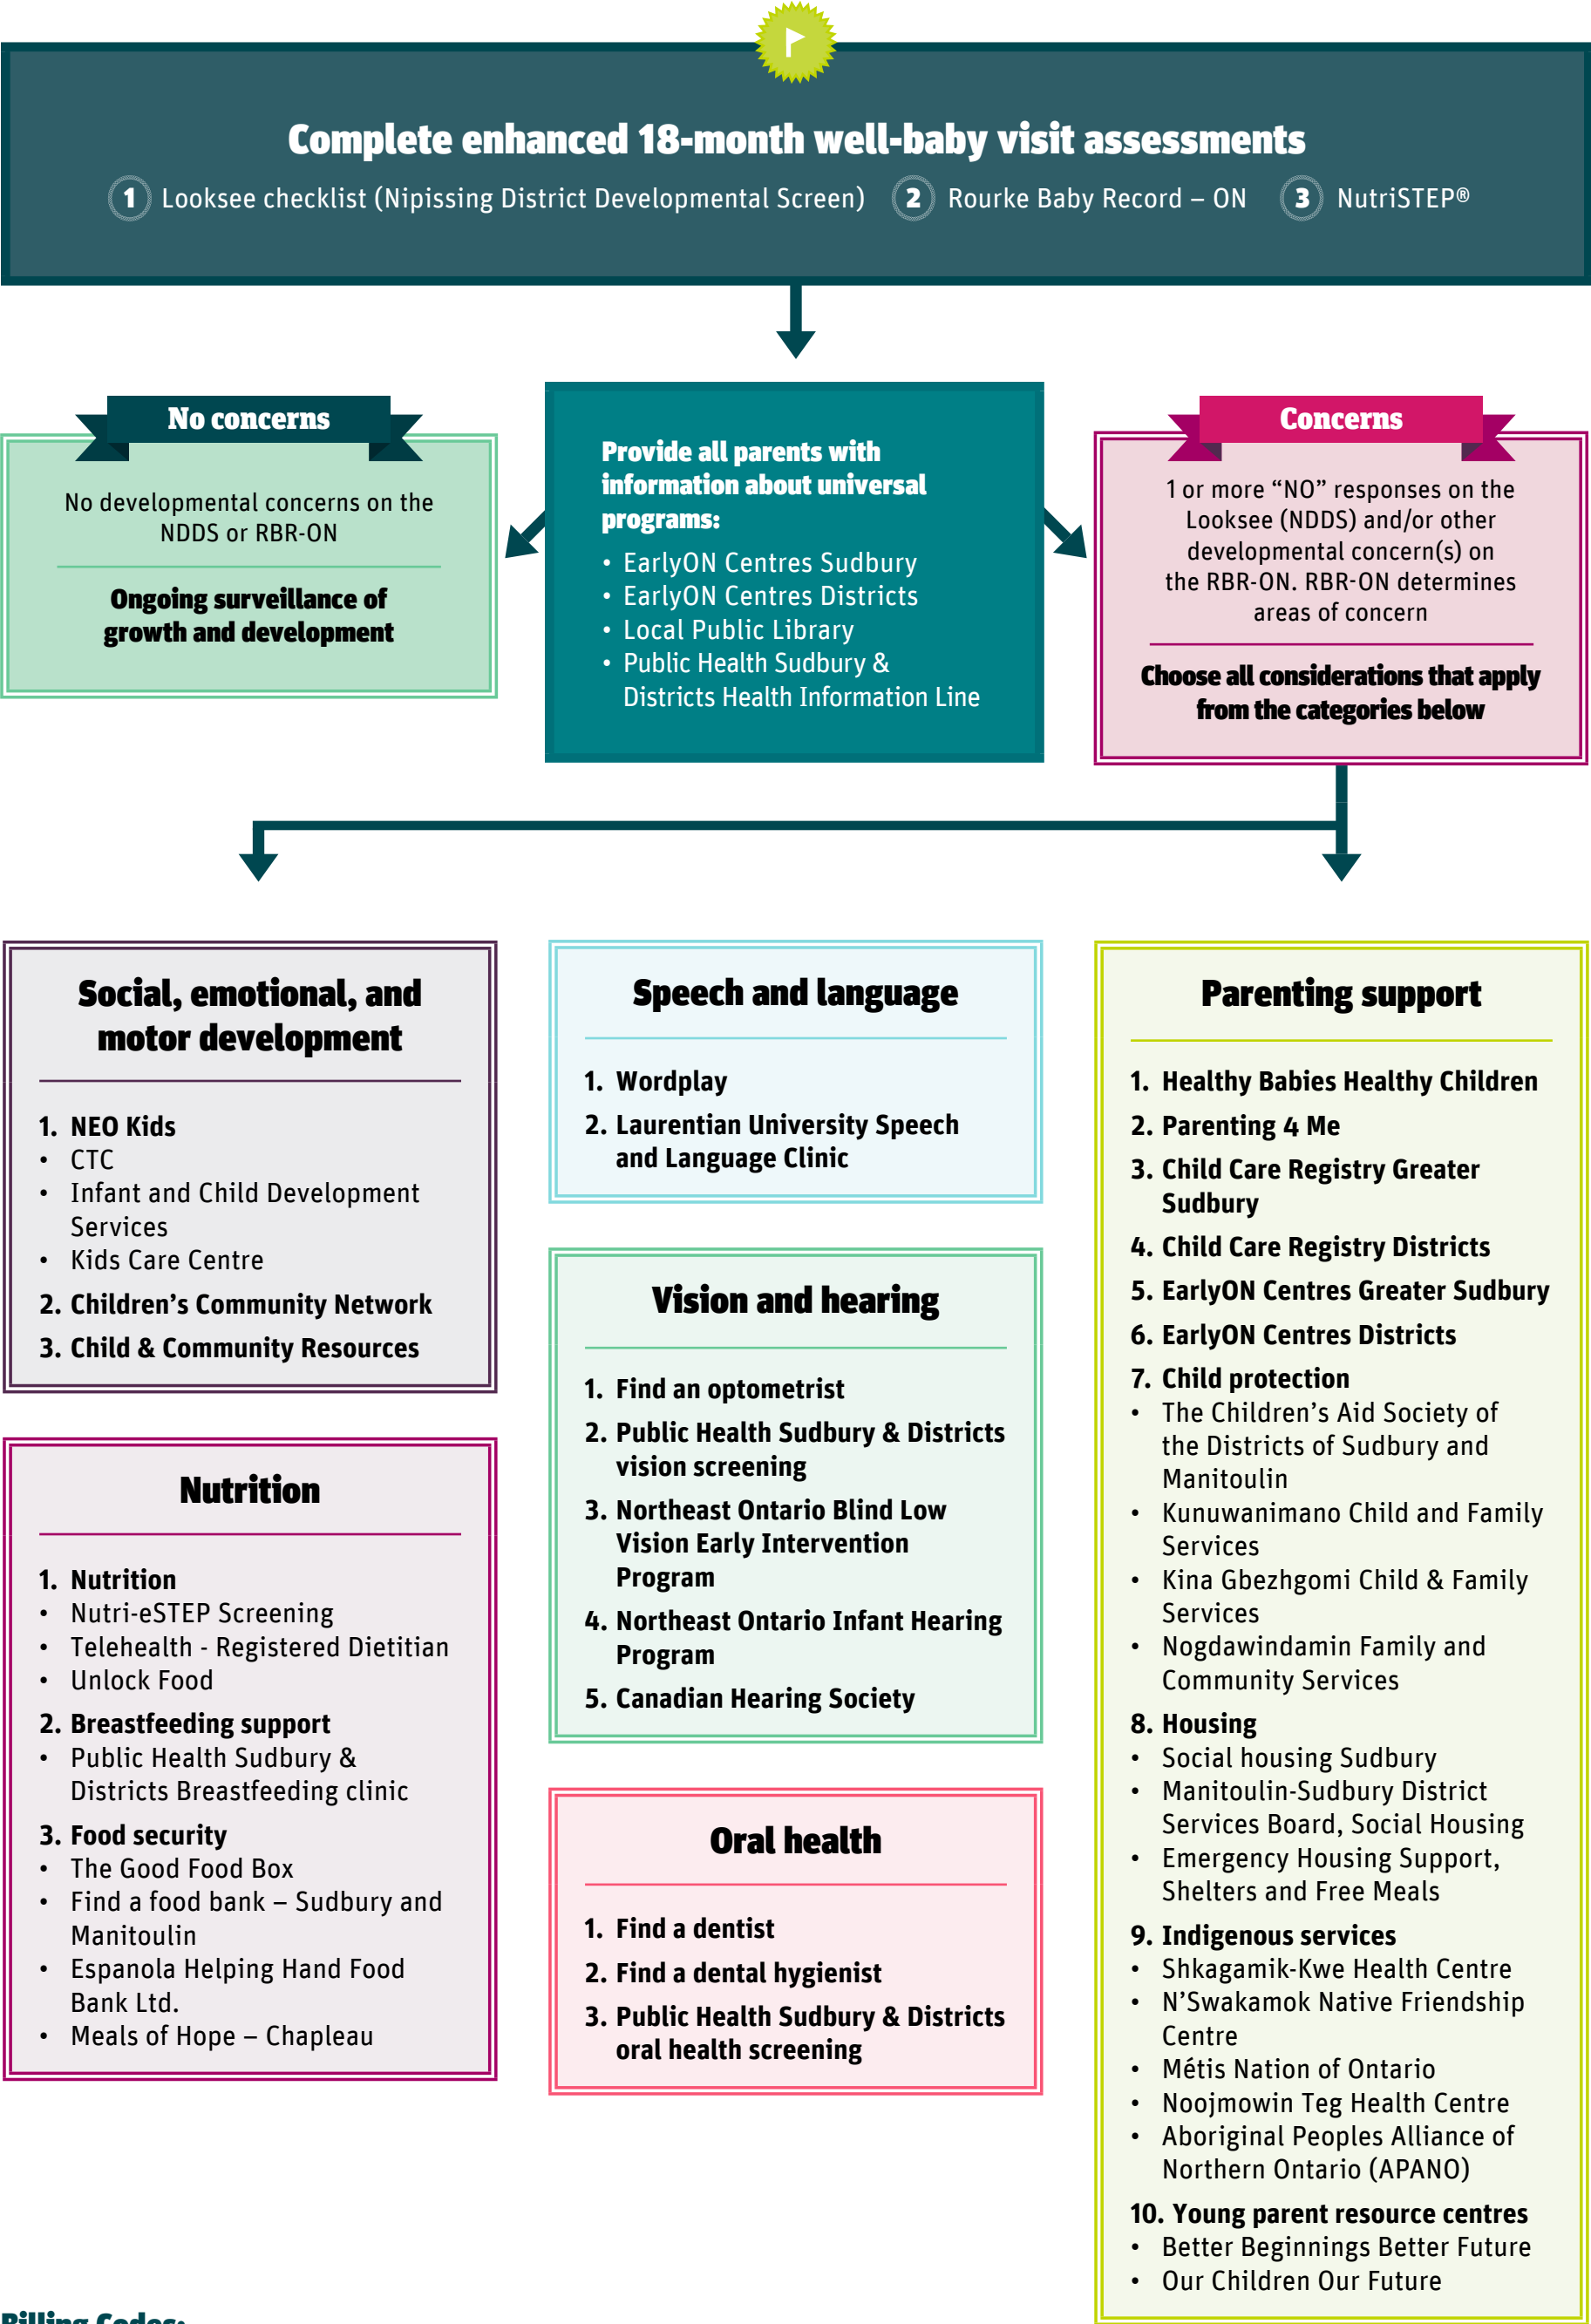 Complete enhanced 18-month well-baby visit assessments
1 Looksee checklist (Nipissing District Developmental Screen) 2 Rourke Baby Record – ON 3 NutriSTEP®
No concerns
No developmental concerns on the
NDDS or RBR-ON
Ongoing surveillance of
growth and development
Provide all parents with
information about universal
programs:
• EarlyON Centres Sudbury
• EarlyON Centres Districts
• Local Public Library
• Public Health Sudbury &
Districts Health Information Line
Concerns
1 or more “NO” responses on the
Looksee (NDDS) and/or other
developmental concern(s) on
the RBR-ON. RBR-ON determines
areas of concern
Choose all considerations that apply
from the categories below
Social, emotional, and
motor development
1. NEO Kids
• CTC
• Infant and Child Development
Services
• Kids Care Centre
2. Children’s Community Network
3. Child & Community Resources
Nutrition
1. Nutrition
• Nutri-eSTEP Screening
• Telehealth - Registered Dietitian
• Unlock Food
2. Breastfeeding support
• Public Health Sudbury &
Districts Breastfeeding clinic
3. Food security
• The Good Food Box
• Find a food bank – Sudbury and
Manitoulin
• Espanola Helping Hand Food
Bank Ltd.
• Meals of Hope – Chapleau
Speech and language
1. Wordplay
2. Laurentian University Speech
and Language Clinic
Vision and hearing
1. Find an optometrist
2. Public Health Sudbury & Districts
vision screening
3. Northeast Ontario Blind Low
Vision Early Intervention
Program
4. Northeast Ontario Infant Hearing
Program
5. Canadian Hearing Society
Oral health
1. Find a dentist
2. Find a dental hygienist
3. Public Health Sudbury & Districts
oral health screening
Parenting support
1. Healthy Babies Healthy Children
2. Parenting 4 Me
3. Child Care Registry Greater
Sudbury
4. Child Care Registry Districts
5. EarlyON Centres Greater Sudbury
6. EarlyON Centres Districts
7. Child protection
• The Children’s Aid Society of
the Districts of Sudbury and
Manitoulin
• Kunuwanimano Child and Family
Services
• Kina Gbezhgomi Child & Family
Services
• Nogdawindamin Family and
Community Services
8. Housing
• Social housing Sudbury
• Manitoulin-Sudbury District
Services Board, Social Housing
• Emergency Housing Support,
Shelters and Free Meals
9. Indigenous services
• Shkagamik-Kwe Health Centre
• N’Swakamok Native Friendship
Centre
• Métis Nation of Ontario
• Noojmowin Teg Health Centre
• Aboriginal Peoples Alliance of
Northern Ontario (APANO)
10. Young parent resource centres
• Better Beginnings Better Future
• Our Children Our Future
Billing Codes: